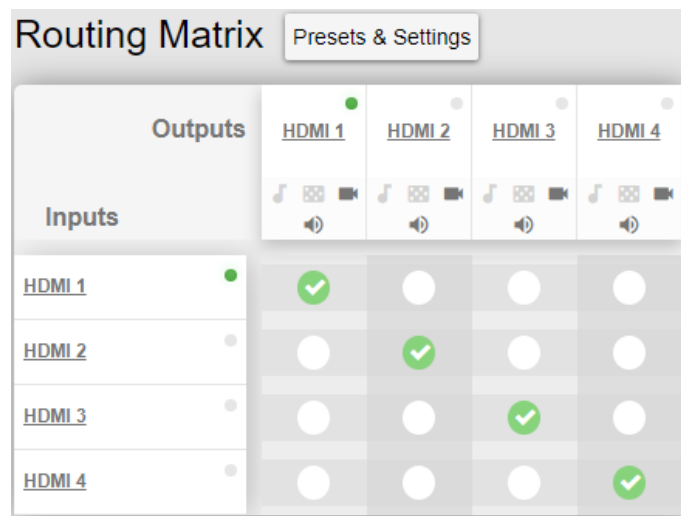 Routing Matrix Presets & Settings
Outputs HDMI 1 HDMI 2 HDMI 3 HDMI 4
Inputs
HDMI 1
HDMI 2
HDMI 3
HDMI 4